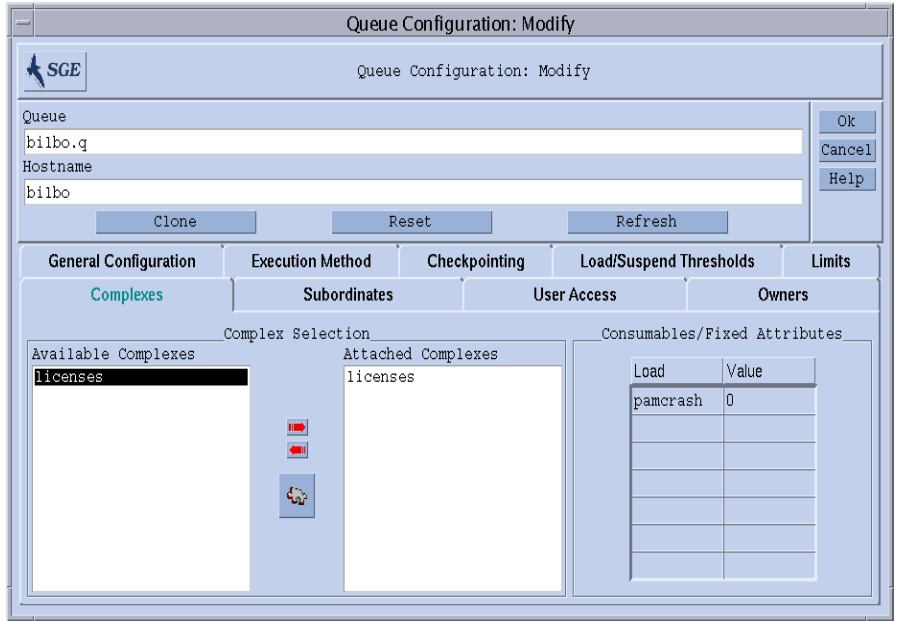 Queue Configuration: Modify
SGE
Queue Configuration: Modify
Queue
bilbo.q
Hostname
bilbo
Ok
Cancel
Help
Clone Reset Refresh
General Configuration Execution Method Checkpointing Load/Suspend Thresholds Limits
Complexes Subordinates User Access Owners
Complex Selection
Available Complexes
licenses
Attached Complexes
licenses
Consumables/Fixed Attributes
Load Value
pamcrash 0